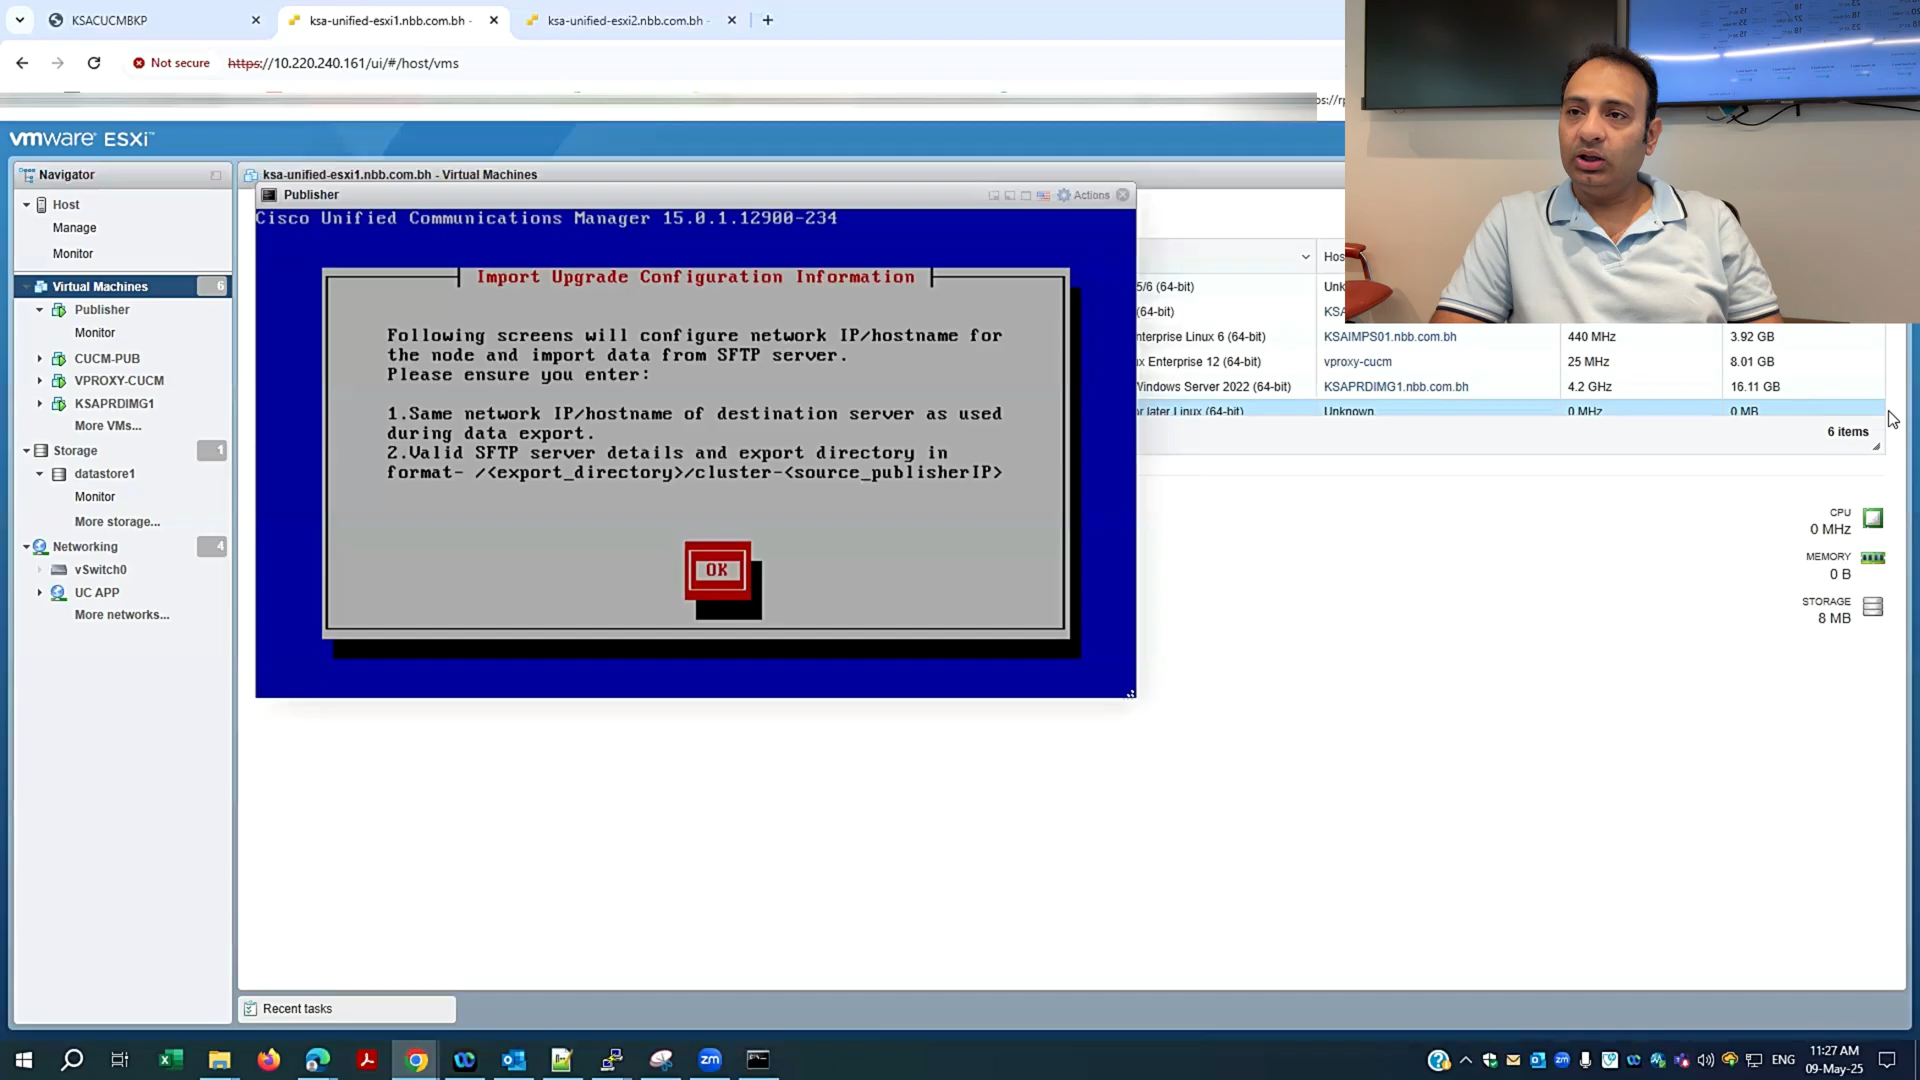 KSACUCMBKP
ksa-unified-esxi1.nbb.com.bh -
ksa-unified-esxi2.nbb.com.bh -
Not secure
https://10.220.240.161/ui/#/host/vms
vmware ESXi™
Navigator
Host
Manage
Monitor
Virtual Machines 6
Publisher
Monitor
CUCM-PUB
VPROXY-CUCM
KSAPRDIMG1
More VMs...
Storage 1
datastore1
Monitor
More storage...
Networking 4
vSwitch0
UC APP
More networks...
ksa-unified-esxi1.nbb.com.bh - Virtual Machines
Publisher
Actions
Cisco Unified Communications Manager 15.0.1.12900-234
Import Upgrade Configuration Information
Following screens will configure network IP/hostname for
the node and import data from SFTP server.
Please ensure you enter:
1.Same network IP/hostname of destination server as used
during data export.
2.Valid SFTP server details and export directory in
format- /<export_directory>/cluster-<source_publisherIP>
OK
5/6 (64-bit)
(64-bit)
nterprise Linux 6 (64-bit) KSAIMPS01.nbb.com.bh 440 MHz 3.92 GB
ix Enterprise 12 (64-bit) vproxy-cucm 25 MHz 8.01 GB
Windows Server 2022 (64-bit) KSAPRDIMG1.nbb.com.bh 4.2 GHz 16.11 GB
or later Linux (64-bit) Unknown 0 MHz 0 MB
6 items
CPU
0 MHz
MEMORY
0 B
STORAGE
8 MB
Recent tasks
ENG
11:27 AM
09-May-25